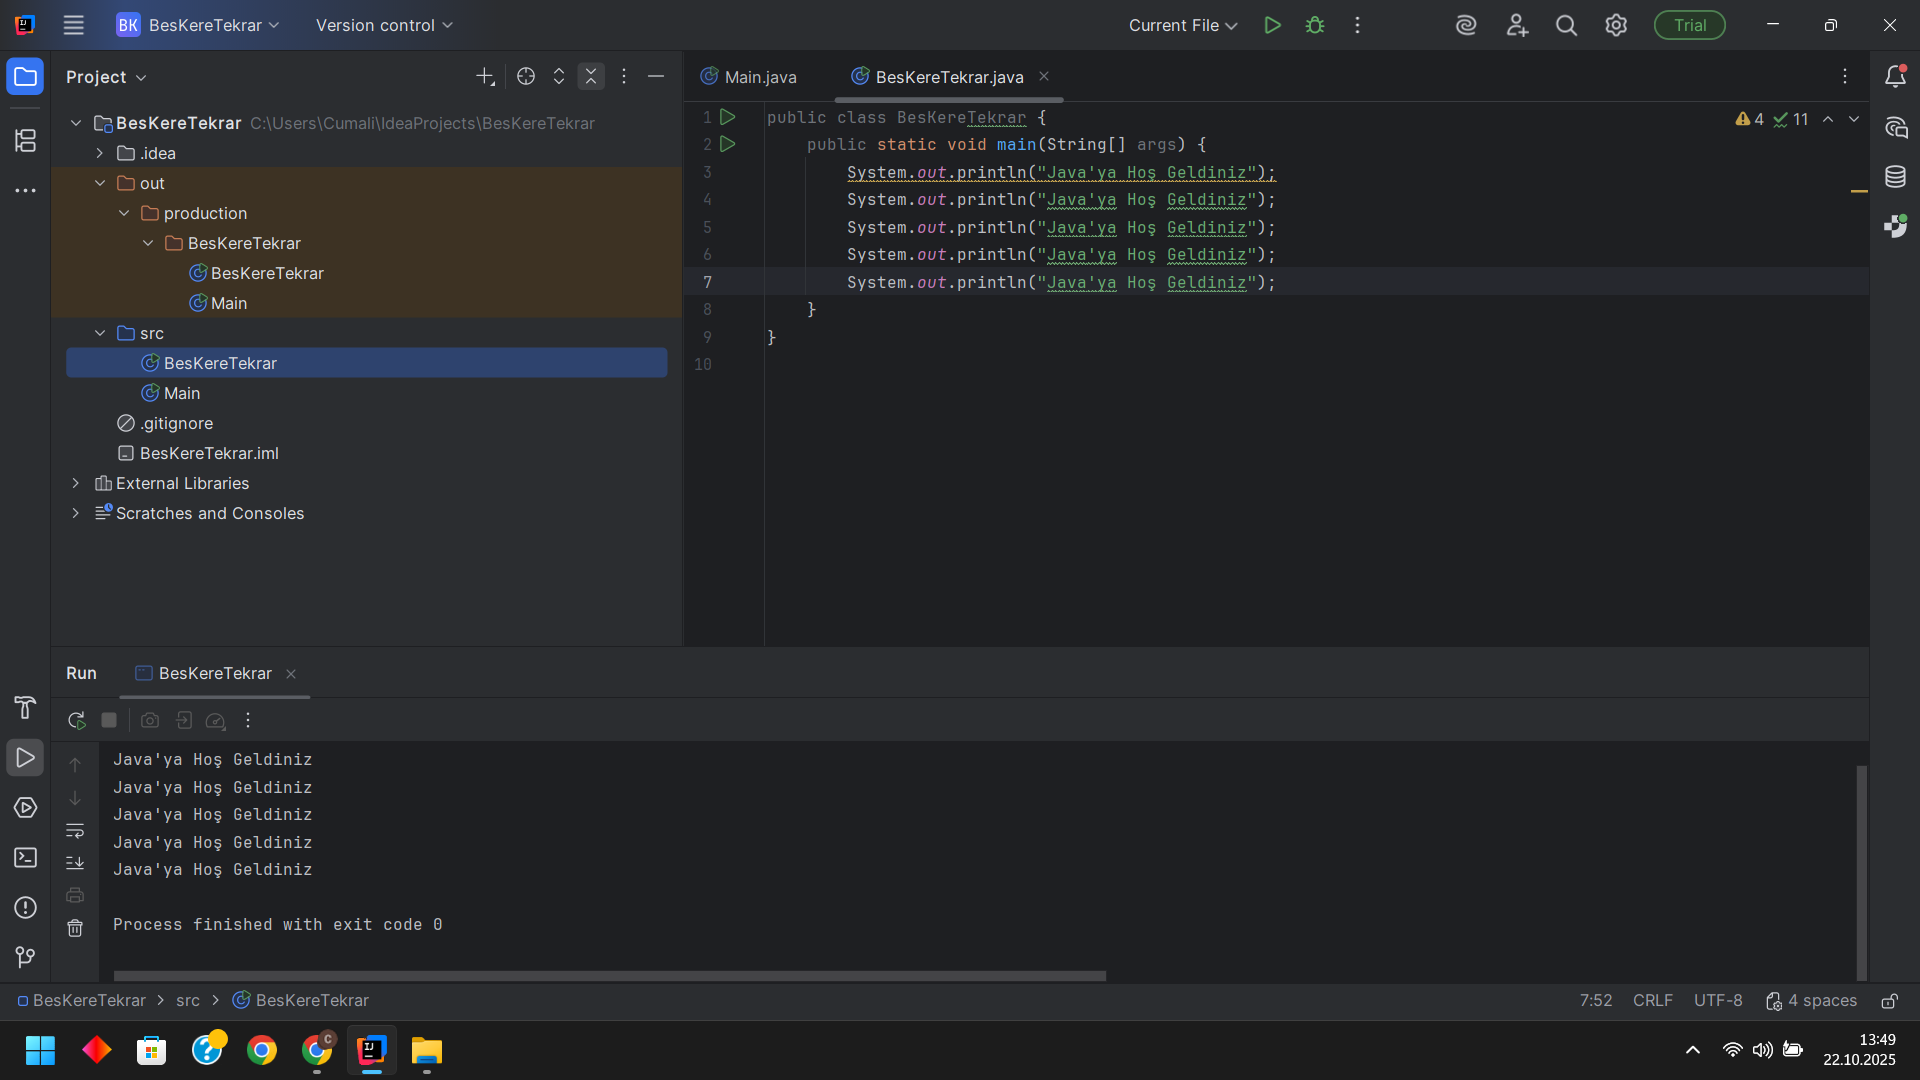 BK BesKereTekrar Version control Current File Trial
Project
Main.java BesKereTekrar.java
BesKereTekrar C:\Users\Cumali\IdeaProjects\BesKereTekrar
.idea
out
production
BesKereTekrar
BesKereTekrar
Main
src
BesKereTekrar
Main
.gitignore
BesKereTekrar.iml
External Libraries
Scratches and Consoles
4 11
1 public class BesKereTekrar {
2 public static void main(String[] args) {
3 System.out.println("Java'ya Hoş Geldiniz");
4 System.out.println("Java'ya Hoş Geldiniz");
5 System.out.println("Java'ya Hoş Geldiniz");
6 System.out.println("Java'ya Hoş Geldiniz");
7 System.out.println("Java'ya Hoş Geldiniz");
8 }
9 }
10
Run BesKereTekrar
Java'ya Hoş Geldiniz
Java'ya Hoş Geldiniz
Java'ya Hoş Geldiniz
Java'ya Hoş Geldiniz
Java'ya Hoş Geldiniz
Process finished with exit code 0
BesKereTekrar > src > BesKereTekrar 7:52 CRLF UTF-8 4 spaces
C
13:49
22.10.2025